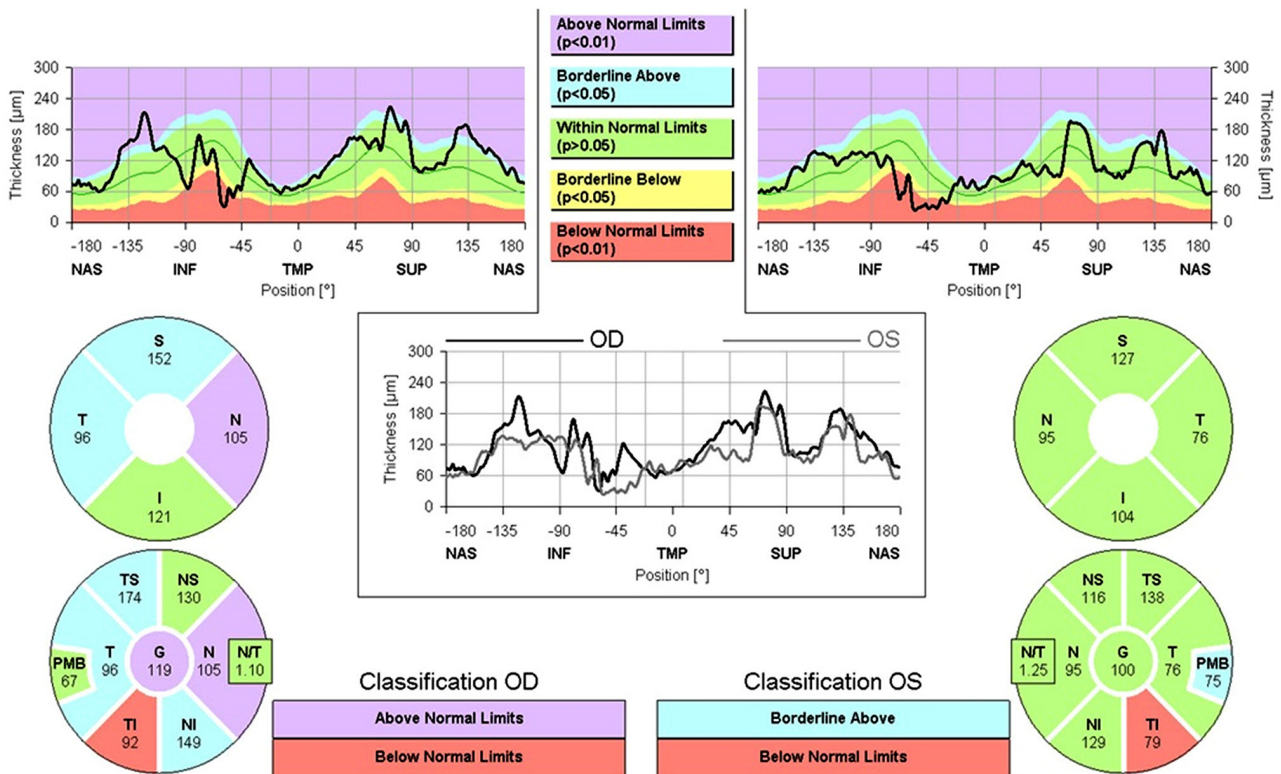 Above Normal Limits
(p<0.01)
Borderline Above
(p<0.05)
Within Normal Limits
(p>0.05)
Borderline Below
(p<0.05)
Below Normal Limits
(p<0.01)
Thickness [µm]
300
240
180
120
60
0
-180 -135 -90 -45 0 45 90 135 180
NAS INF TMP SUP NAS
Position [°]
300
240
180
120
60
0
Thickness [µm]
-180 -135 -90 -45 0 45 90 135 180
NAS INF TMP SUP NAS
Position [°]
OD OS
Thickness [µm]
300
240
180
120
60
0
-180 -135 -90 -45 0 45 90 135 180
NAS INF TMP SUP NAS
Position [°]
S
152
T
96
N
105
I
121
S
127
N
95
T
76
I
104
TS
174
NS
130
PMB
67
T
96
G
119
N
105
N/T
1.10
TI
92
NI
149
NS
116
TS
138
N/T
1.25
N
95
G
100
T
76
PMB
75
NI
129
TI
79
Classification OD
Above Normal Limits
Below Normal Limits
Classification OS
Borderline Above
Below Normal Limits